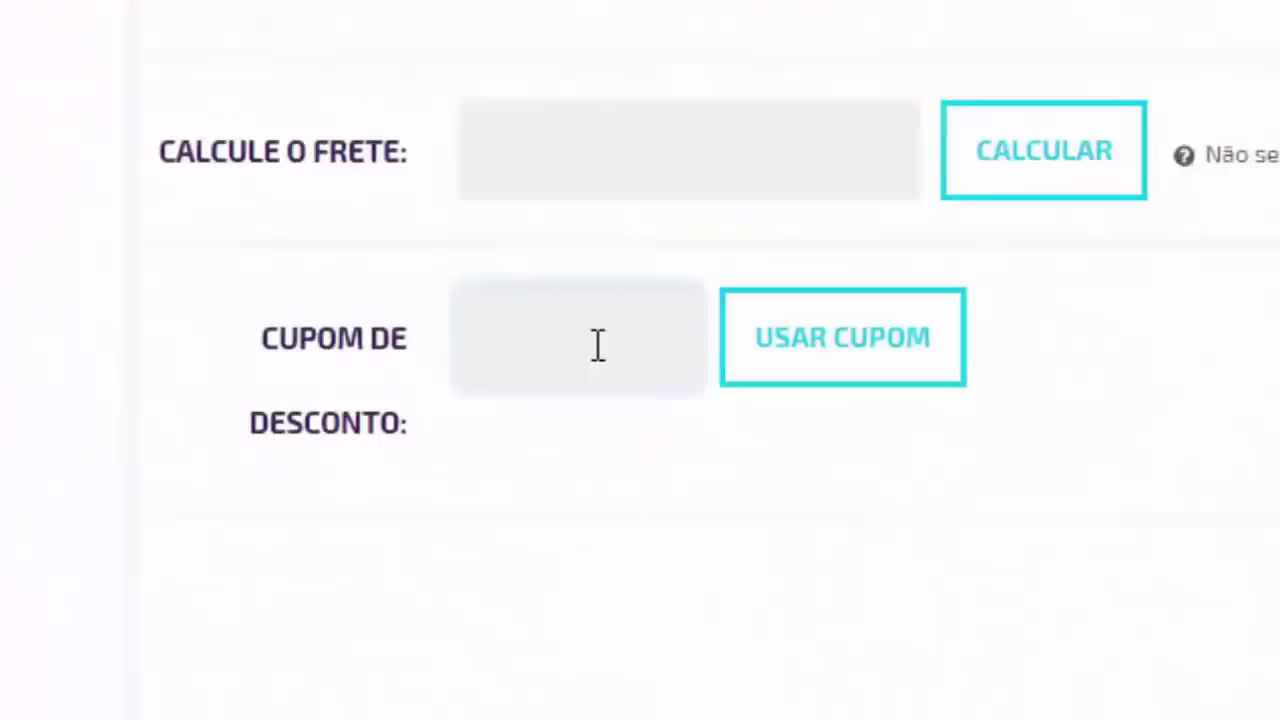 CALCULE O FRETE:
CALCULAR
Não se
CUPOM DE
DESCONTO:
USAR CUPOM